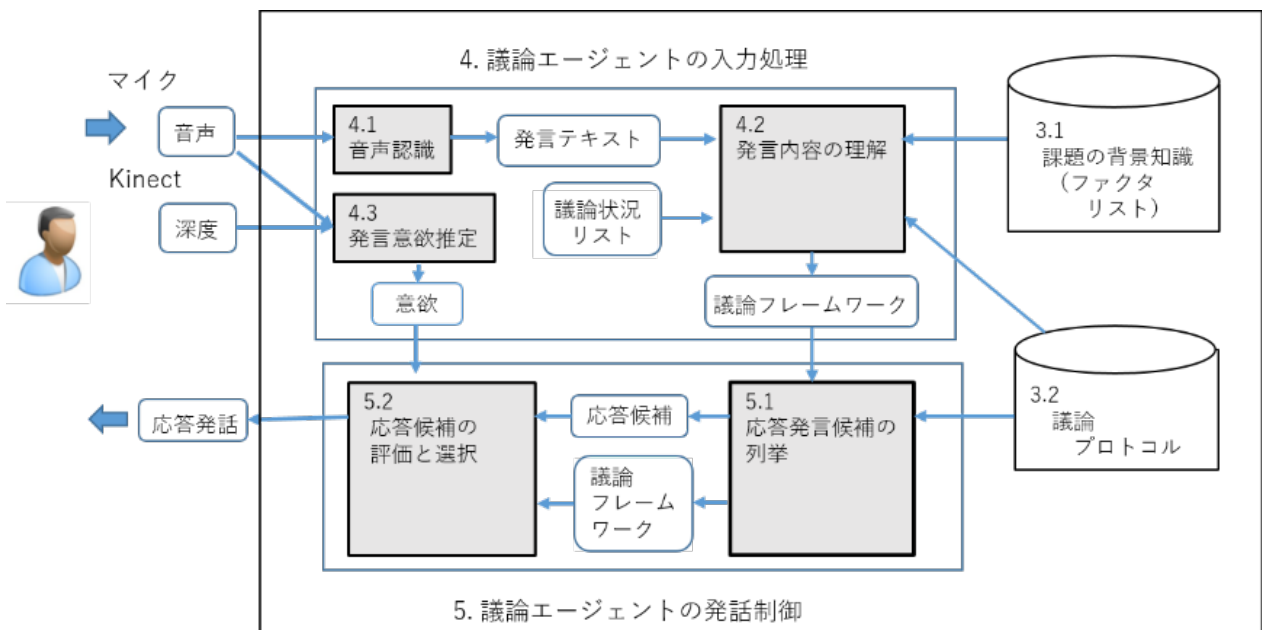 4. 議論エージェントの入力処理
マイク
音声
Kinect
深度
4.1
音声認識
発言テキスト
4.2
発言内容の理解
3.1
課題の背景知識
（ファクタ
リスト）
4.3
発言意欲推定
議論状況
リスト
意欲
議論フレームワーク
応答発話
5.2
応答候補の
評価と選択
応答候補
議論
フレーム
ワーク
5.1
応答発言候補の
列挙
3.2
議論
プロトコル
5. 議論エージェントの発話制御